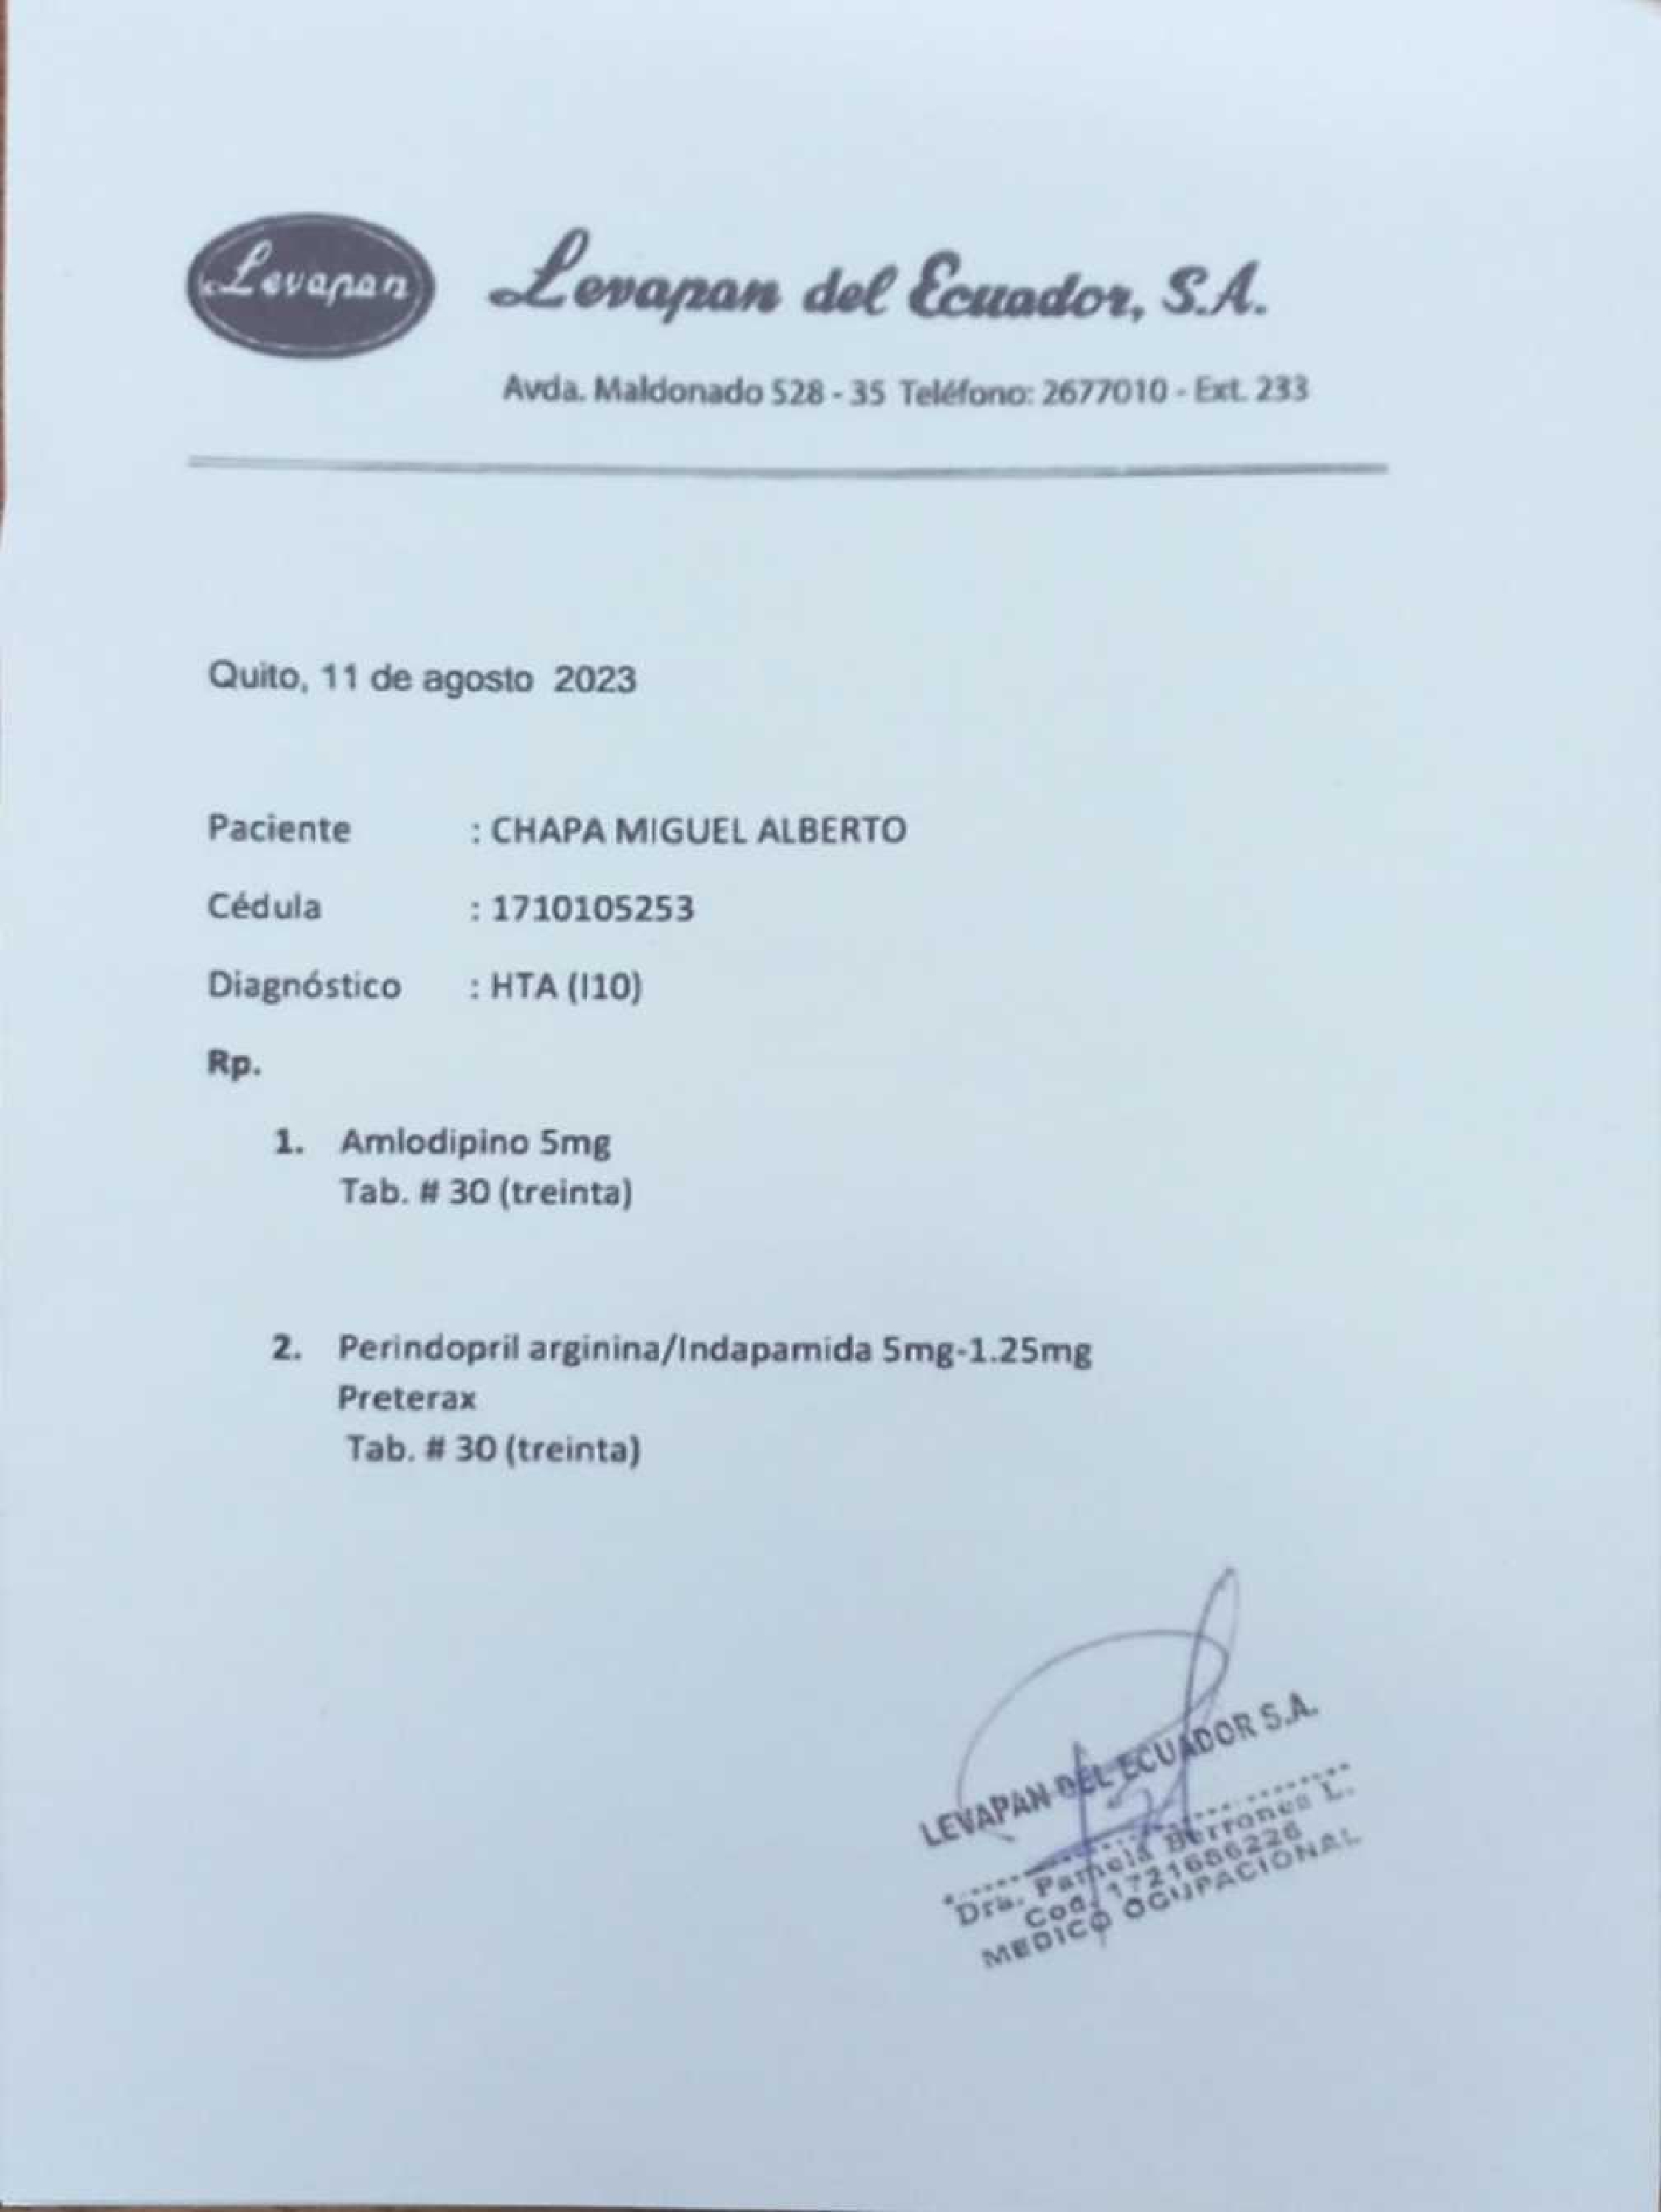 Levapan
Levapan del Ecuador, S.A.
Avda. Maldonado S28 - 35 Teléfono: 2677010 - Ext. 233
Quito, 11 de agosto 2023
Paciente : CHAPA MIGUEL ALBERTO
Cédula : 1710105253
Diagnóstico : HTA (I10)
Rp.
1. Amlodipino 5mg
Tab. # 30 (treinta)
2. Perindopril arginina/Indapamida 5mg-1.25mg
Preterax
Tab. # 30 (treinta)
LEVAPAN DEL ECUADOR S.A.
Dra. Pamela Berrones L.
Cod. 1721686226
MEDICO OCUPACIONAL